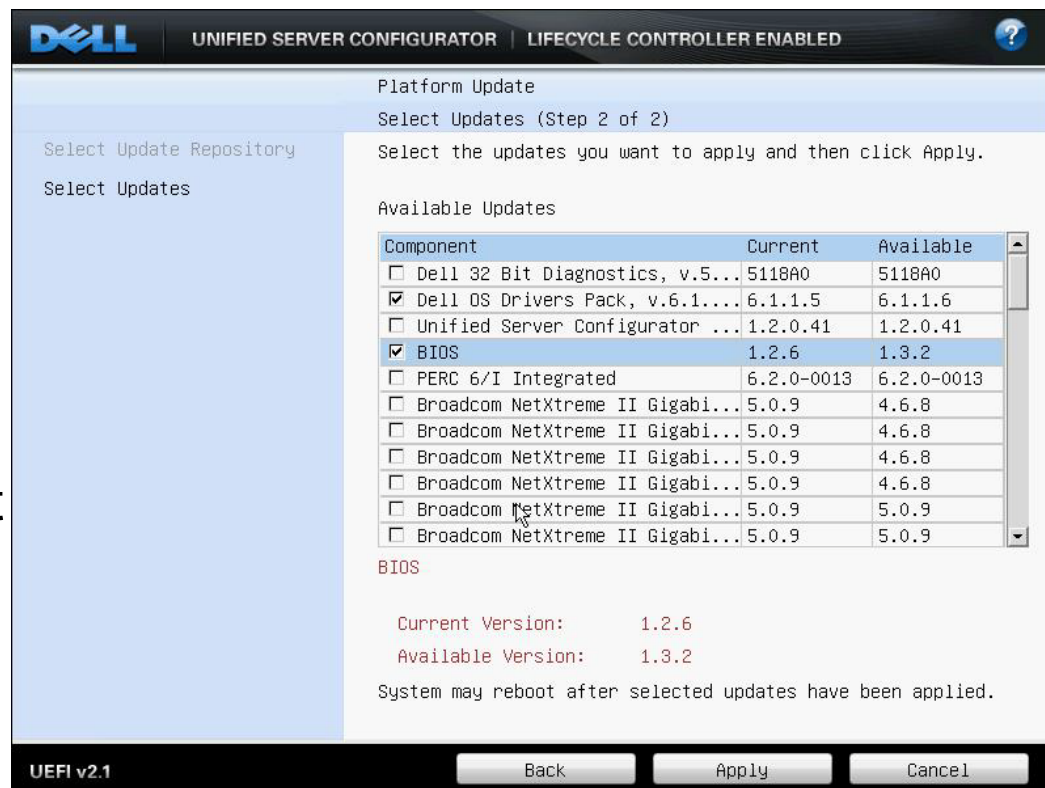 DELL UNIFIED SERVER CONFIGURATOR | LIFECYCLE CONTROLLER ENABLED ?
Platform Update
Select Updates (Step 2 of 2)
Select Update Repository
Select Updates
Select the updates you want to apply and then click Apply.
Available Updates
Component Current Available
Dell 32 Bit Diagnostics, v.5... 5118A0 5118A0
Dell OS Drivers Pack, v.6.1.... 6.1.1.5 6.1.1.6
Unified Server Configurator ... 1.2.0.41 1.2.0.41
BIOS 1.2.6 1.3.2
PERC 6/I Integrated 6.2.0-0013 6.2.0-0013
Broadcom NetXtreme II Gigabi... 5.0.9 4.6.8
Broadcom NetXtreme II Gigabi... 5.0.9 4.6.8
Broadcom NetXtreme II Gigabi... 5.0.9 4.6.8
Broadcom NetXtreme II Gigabi... 5.0.9 4.6.8
Broadcom NetXtreme II Gigabi... 5.0.9 5.0.9
Broadcom NetXtreme II Gigabi... 5.0.9 5.0.9
BIOS
Current Version: 1.2.6
Available Version: 1.3.2
System may reboot after selected updates have been applied.
UEFI v2.1 Back Apply Cancel